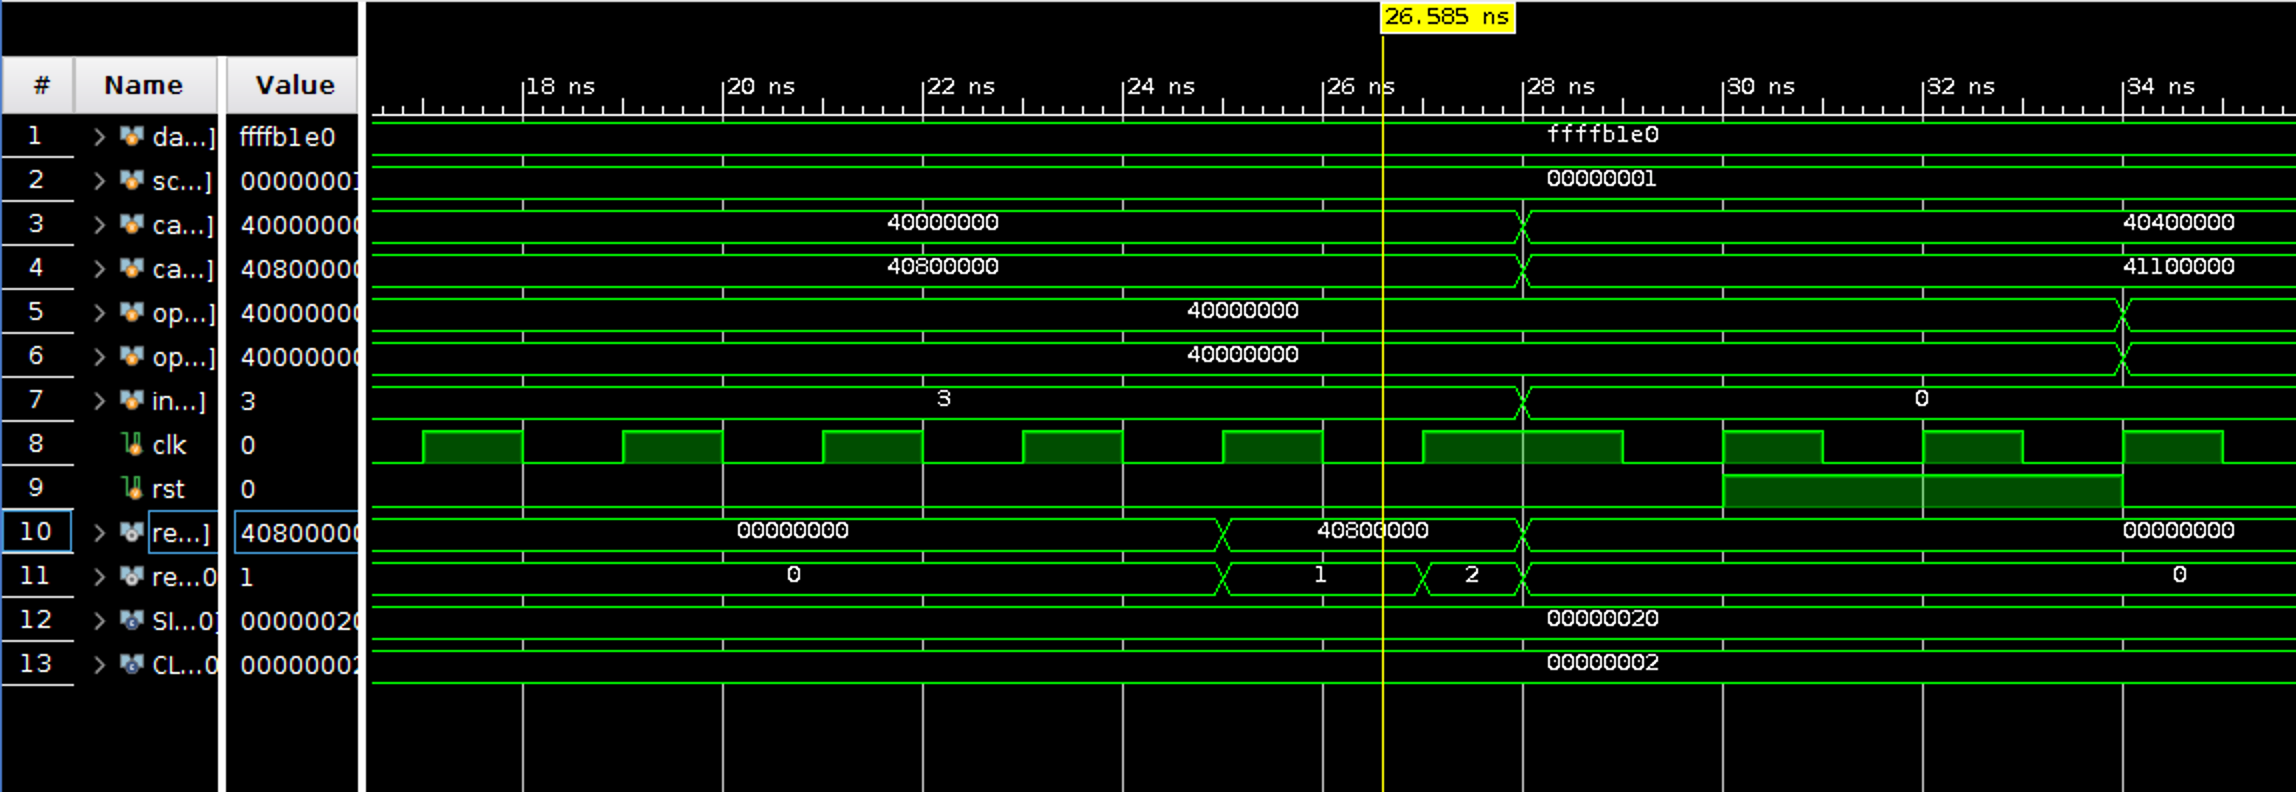 26.585 ns
# Name Value 18 ns 20 ns 22 ns 24 ns 26 ns 28 ns 30 ns 32 ns 34 ns
1 > da...] ffffb1e0 ffffb1e0
2 > sc...] 00000001 00000001
3 > ca...] 40000000 40000000 40400000
4 > ca...] 40800000 40800000 41100000
5 > op...] 40000000 40000000
6 > op...] 40000000 40000000
7 > in...] 3 3 0
8 clk 0
9 rst 0
10 > re...] 40800000 00000000 40800000 00000000
11 > re...0 1 0 1 2 0
12 > SI...0] 00000020 00000020
13 > CL...0 00000002 00000002